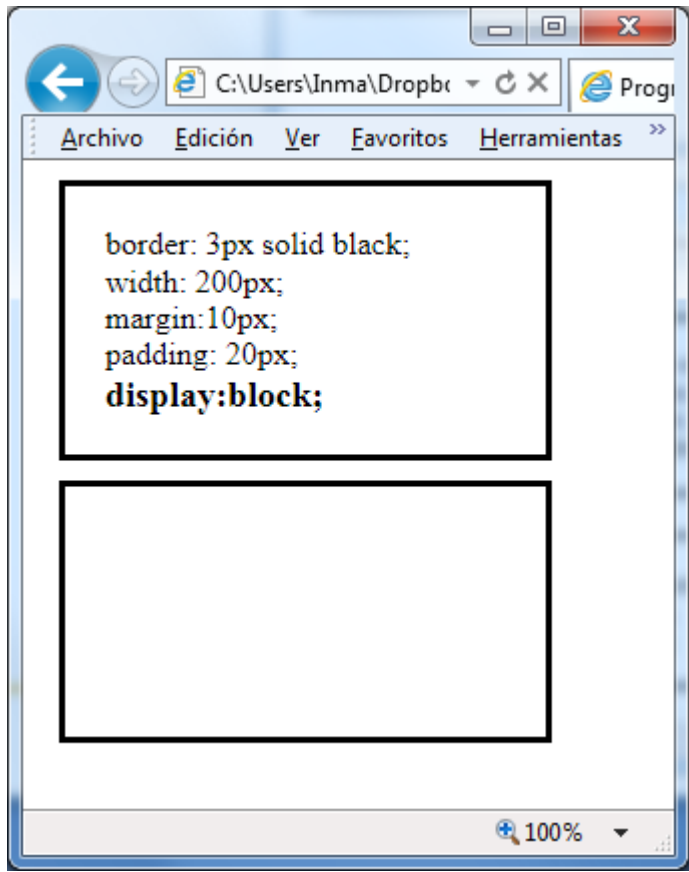 C:\Users\Inma\Dropbo
Progr
Archivo Edición Ver Favoritos Herramientas »
border: 3px solid black;
width: 200px;
margin:10px;
padding: 20px;
display:block;
100%